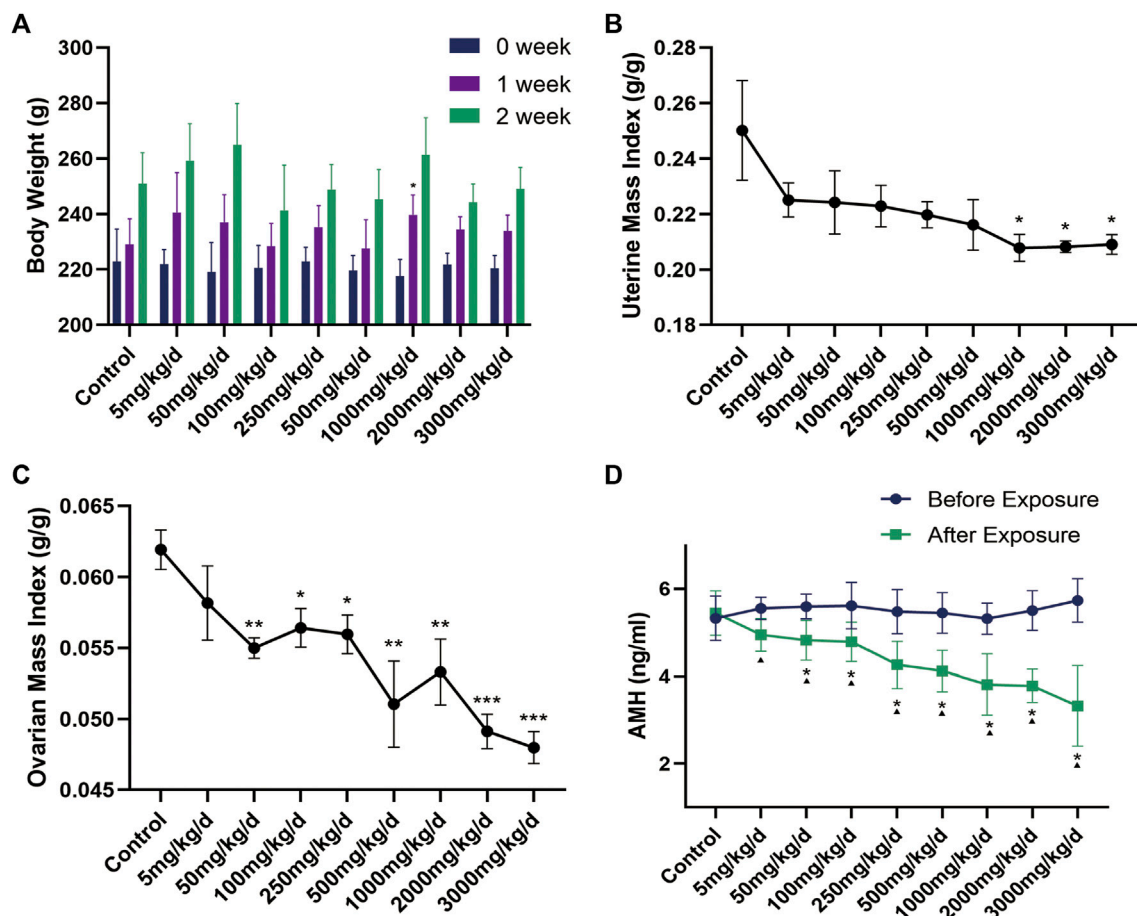 A
Body Weight (g)
300
280
260
240
220
200
0 week
1 week
2 week
*
Control
5mg/kg/d
50mg/kg/d
100mg/kg/d
250mg/kg/d
500mg/kg/d
1000mg/kg/d
2000mg/kg/d
3000mg/kg/d
B
Uterine Mass Index (g/g)
0.28
0.26
0.24
0.22
0.20
0.18
* * *
Control
5mg/kg/d
50mg/kg/d
100mg/kg/d
250mg/kg/d
500mg/kg/d
1000mg/kg/d
2000mg/kg/d
3000mg/kg/d
C
Ovarian Mass Index (g/g)
0.065
0.060
0.055
0.050
0.045
** * * ** ** *** ***
Control
5mg/kg/d
50mg/kg/d
100mg/kg/d
250mg/kg/d
500mg/kg/d
1000mg/kg/d
2000mg/kg/d
3000mg/kg/d
D
Before Exposure
After Exposure
AMH (ng/ml)
6
4
2
* * * * * * *
▲ ▲ ▲ ▲ ▲ ▲ ▲ ▲
Control
5mg/kg/d
50mg/kg/d
100mg/kg/d
250mg/kg/d
500mg/kg/d
1000mg/kg/d
2000mg/kg/d
3000mg/kg/d